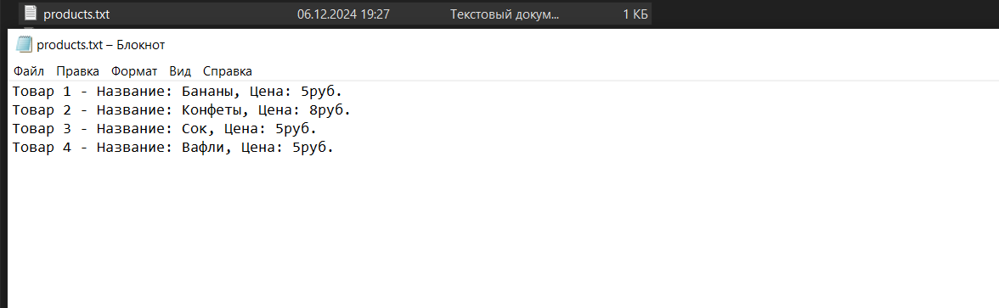 products.txt 06.12.2024 19:27 Текстовый докум... 1 КБ
products.txt – Блокнот
Файл Правка Формат Вид Справка
Товар 1 - Название: Бананы, Цена: 5руб.
Товар 2 - Название: Конфеты, Цена: 8руб.
Товар 3 - Название: Сок, Цена: 5руб.
Товар 4 - Название: Вафли, Цена: 5руб.